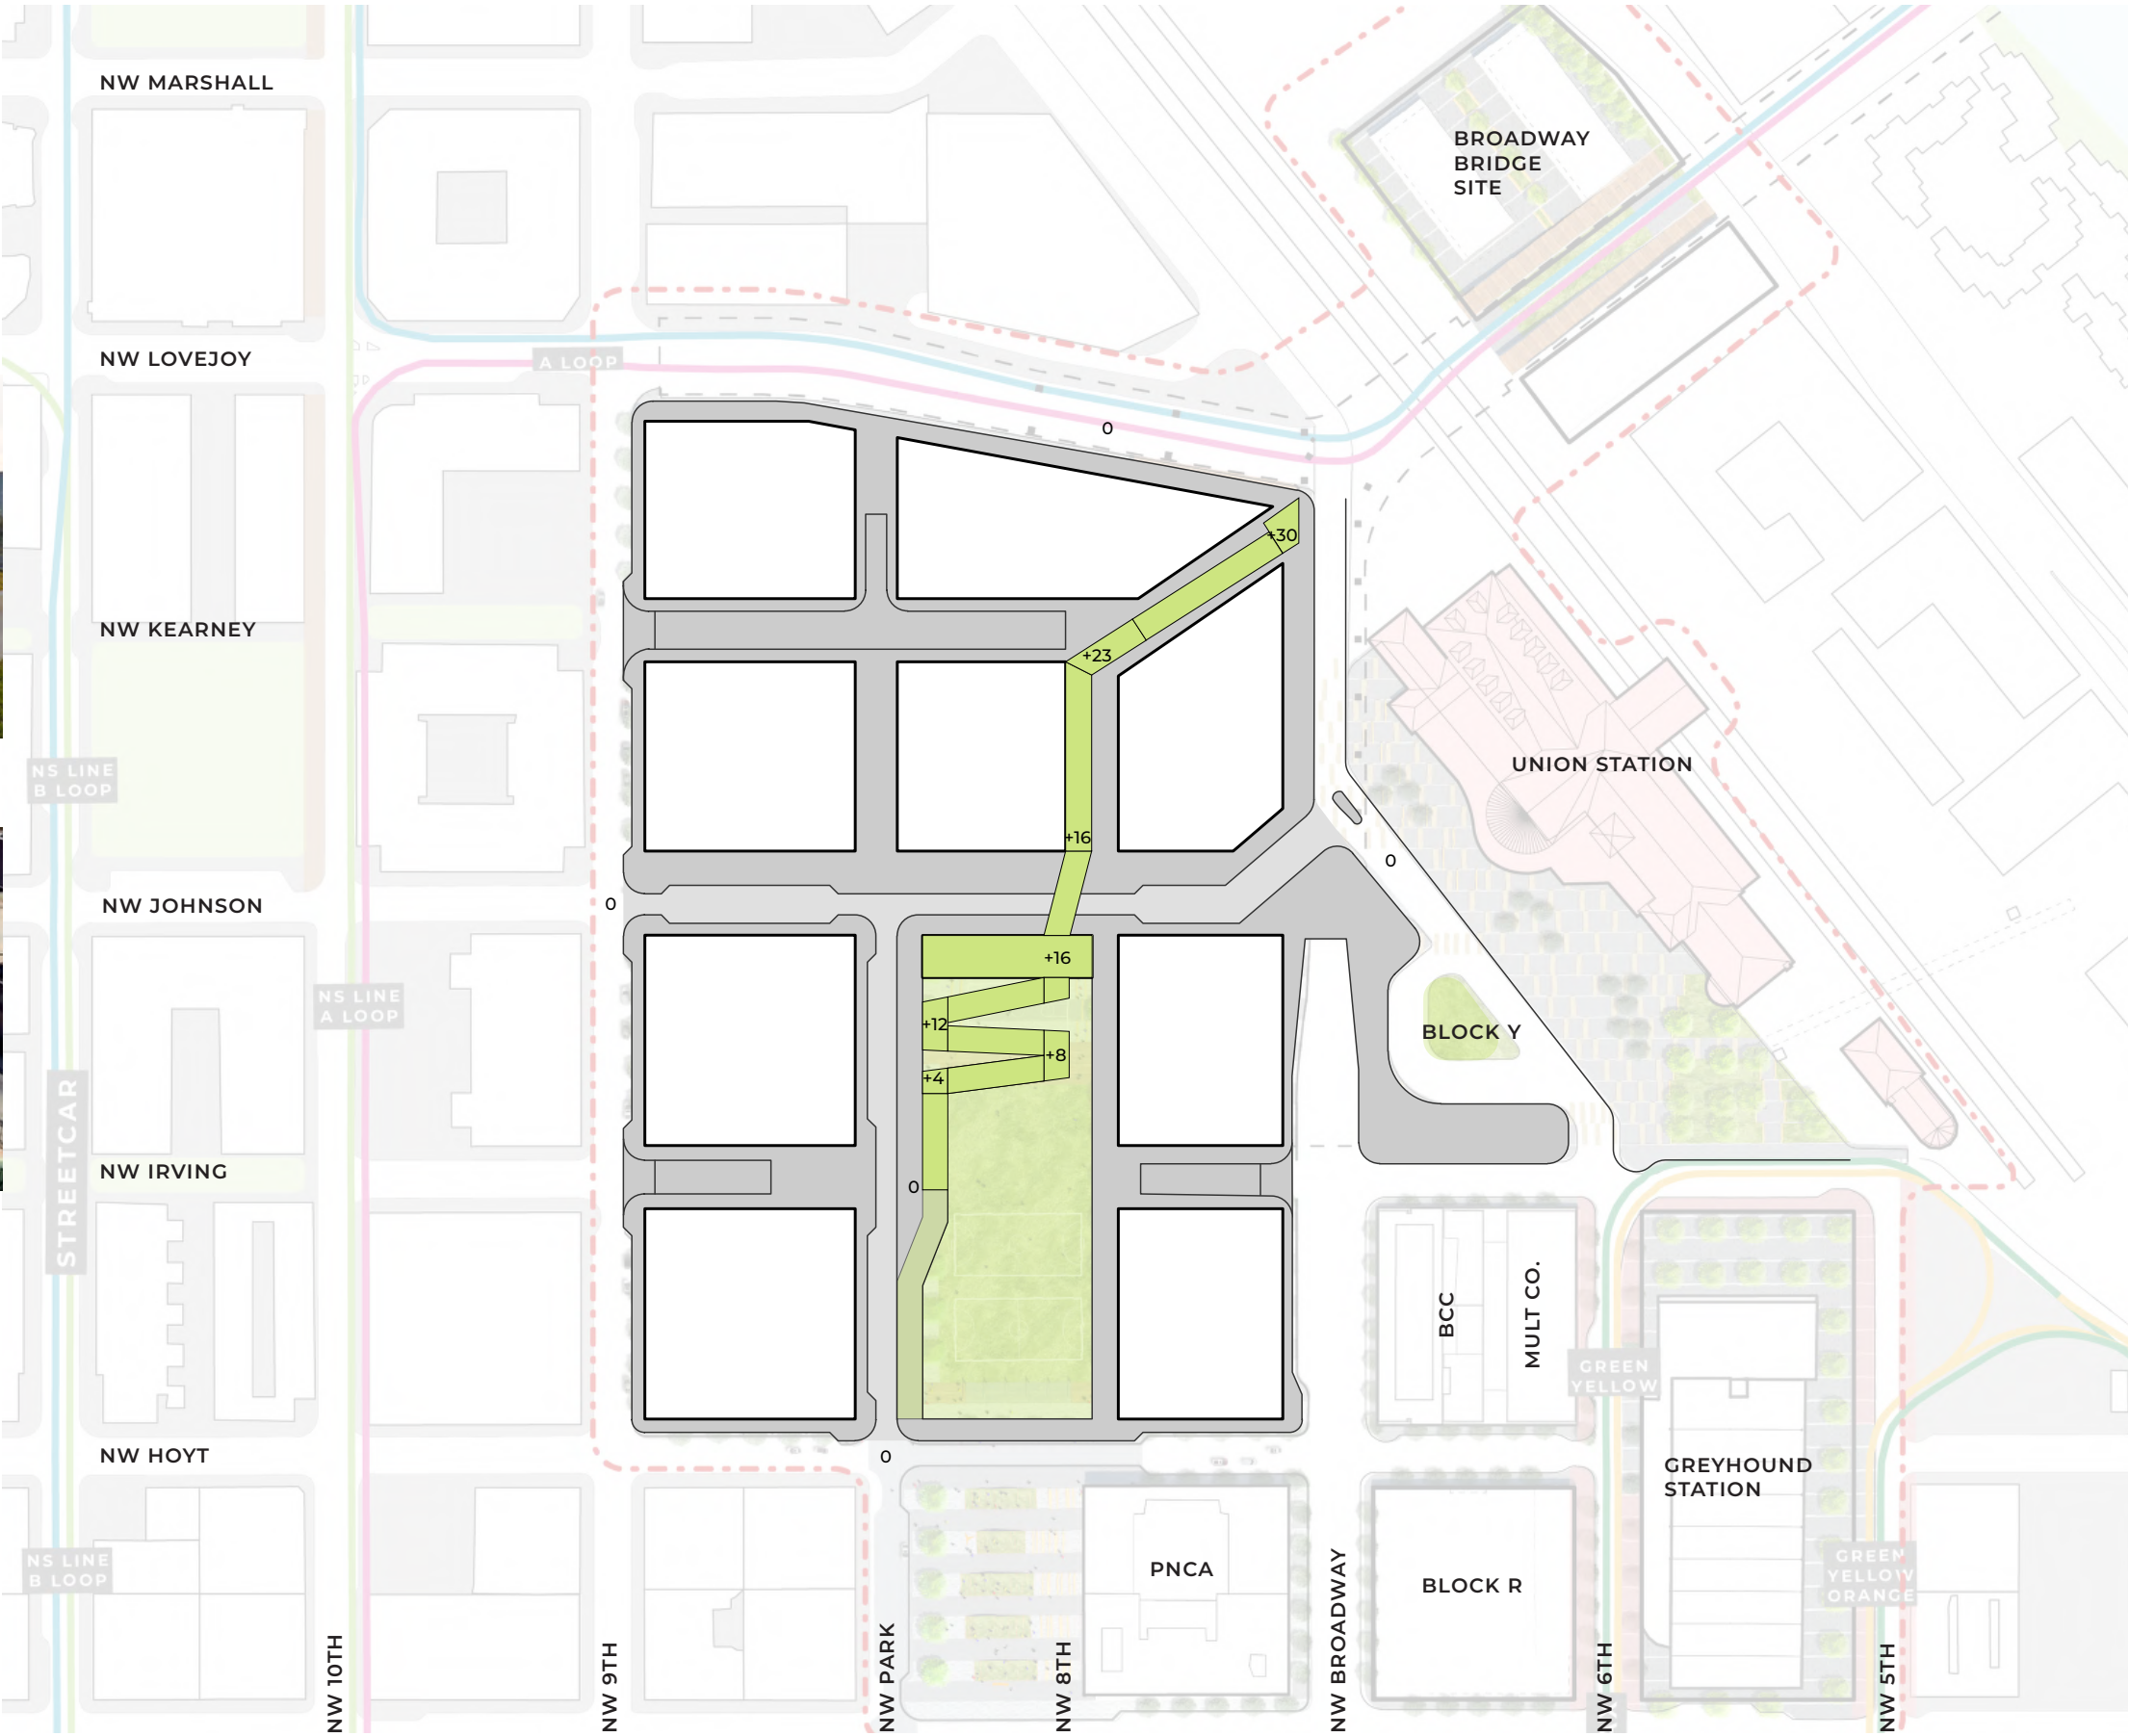 NW MARSHALL
BROADWAY
BRIDGE
SITE
NW LOVEJOY
A LOOP
0
+30
NW KEARNEY
+23
UNION STATION
NS LINE
B LOOP
+16
0
NW JOHNSON
0
+16
NS LINE
A LOOP
+12
BLOCK Y
+8
+4
STREETCAR
NW IRVING
0
BCC
MULT CO.
GREEN
YELLOW
NW HOYT
0
GREYHOUND
STATION
NS LINE
B LOOP
PNCA
BLOCK R
GREEN
YELLOW
ORANGE
NW 10TH
NW 9TH
NW PARK
NW 8TH
NW BROADWAY
NW 6TH
NW 5TH